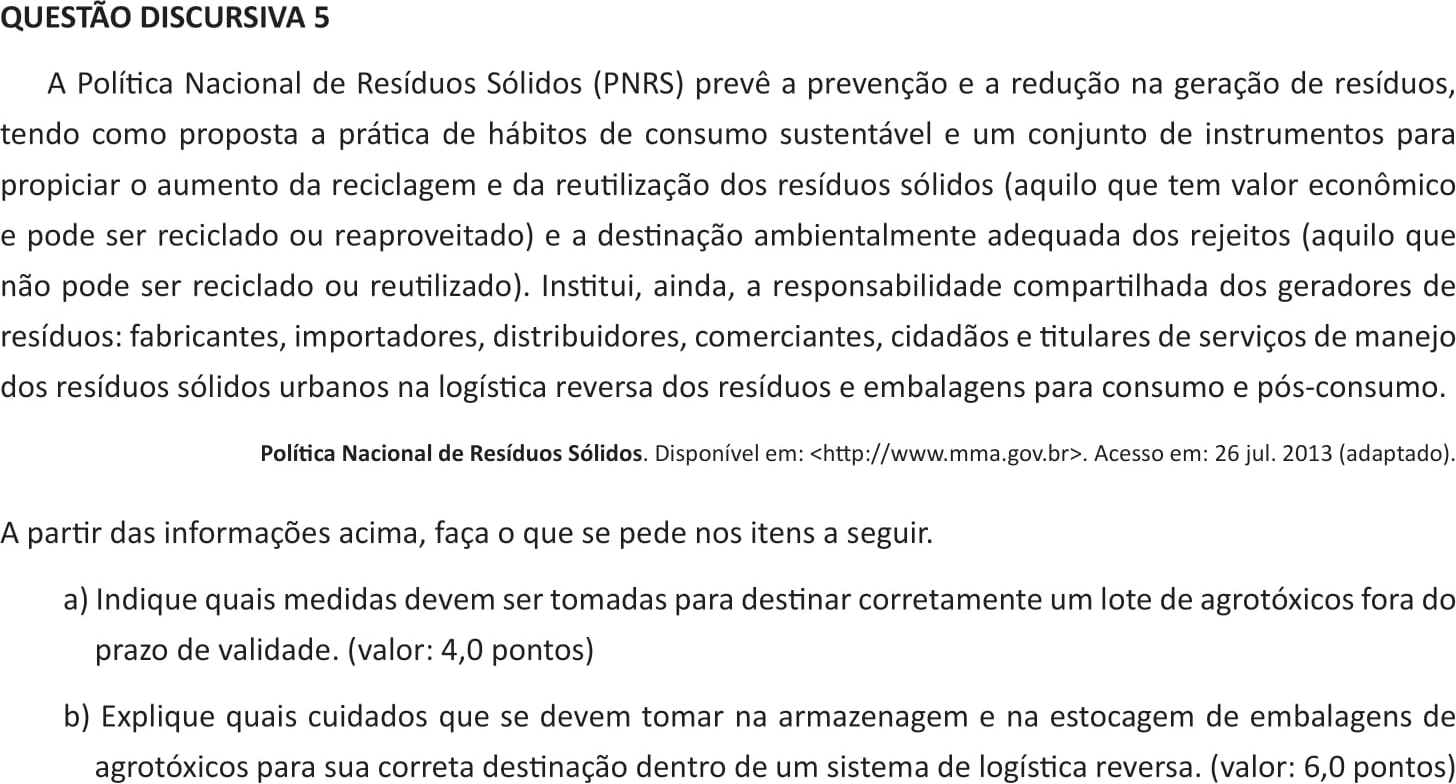 QUESTÃO DISCURSIVA 5
A Política Nacional de Resíduos Sólidos (PNRS) prevê a prevenção e a redução na geração de resíduos,
tendo como proposta a prática de hábitos de consumo sustentável e um conjunto de instrumentos para
propiciar o aumento da reciclagem e da reutilização dos resíduos sólidos (aquilo que tem valor econômico
e pode ser reciclado ou reaproveitado) e a destinação ambientalmente adequada dos rejeitos (aquilo que
não pode ser reciclado ou reutilizado). Institui, ainda, a responsabilidade compartilhada dos geradores de
resíduos: fabricantes, importadores, distribuidores, comerciantes, cidadãos e titulares de serviços de manejo
dos resíduos sólidos urbanos na logística reversa dos resíduos e embalagens para consumo e pós-consumo.
Política Nacional de Resíduos Sólidos. Disponível em: <http://www.mma.gov.br>. Acesso em: 26 jul. 2013 (adaptado).
A partir das informações acima, faça o que se pede nos itens a seguir.
a) Indique quais medidas devem ser tomadas para destinar corretamente um lote de agrotóxicos fora do
prazo de validade. (valor: 4,0 pontos)
b) Explique quais cuidados que se devem tomar na armazenagem e na estocagem de embalagens de
agrotóxicos para sua correta destinação dentro de um sistema de logística reversa. (valor: 6,0 pontos)